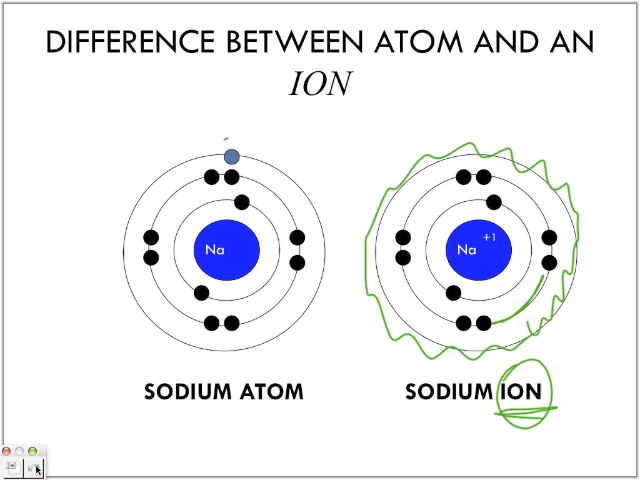 DIFFERENCE BETWEEN ATOM AND AN
ION
Na
Na +1
SODIUM ATOM
SODIUM ION